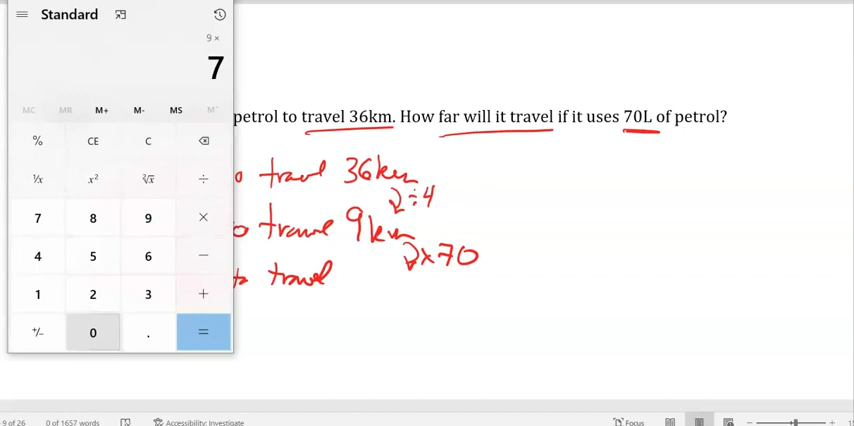 Standard
9 ×
7
MC MR M+ M- MS M˅
% CE C
¹/x x² ²√x ÷
7 8 9 ×
4 5 6 −
1 2 3 +
+/− 0 . =
petrol to travel 36km. How far will it travel if it uses 70L of petrol?
o travel 36km
÷4
o travel 9km
×70
to travel
9 of 26 0 of 1657 words Accessibility: Investigate Focus − +